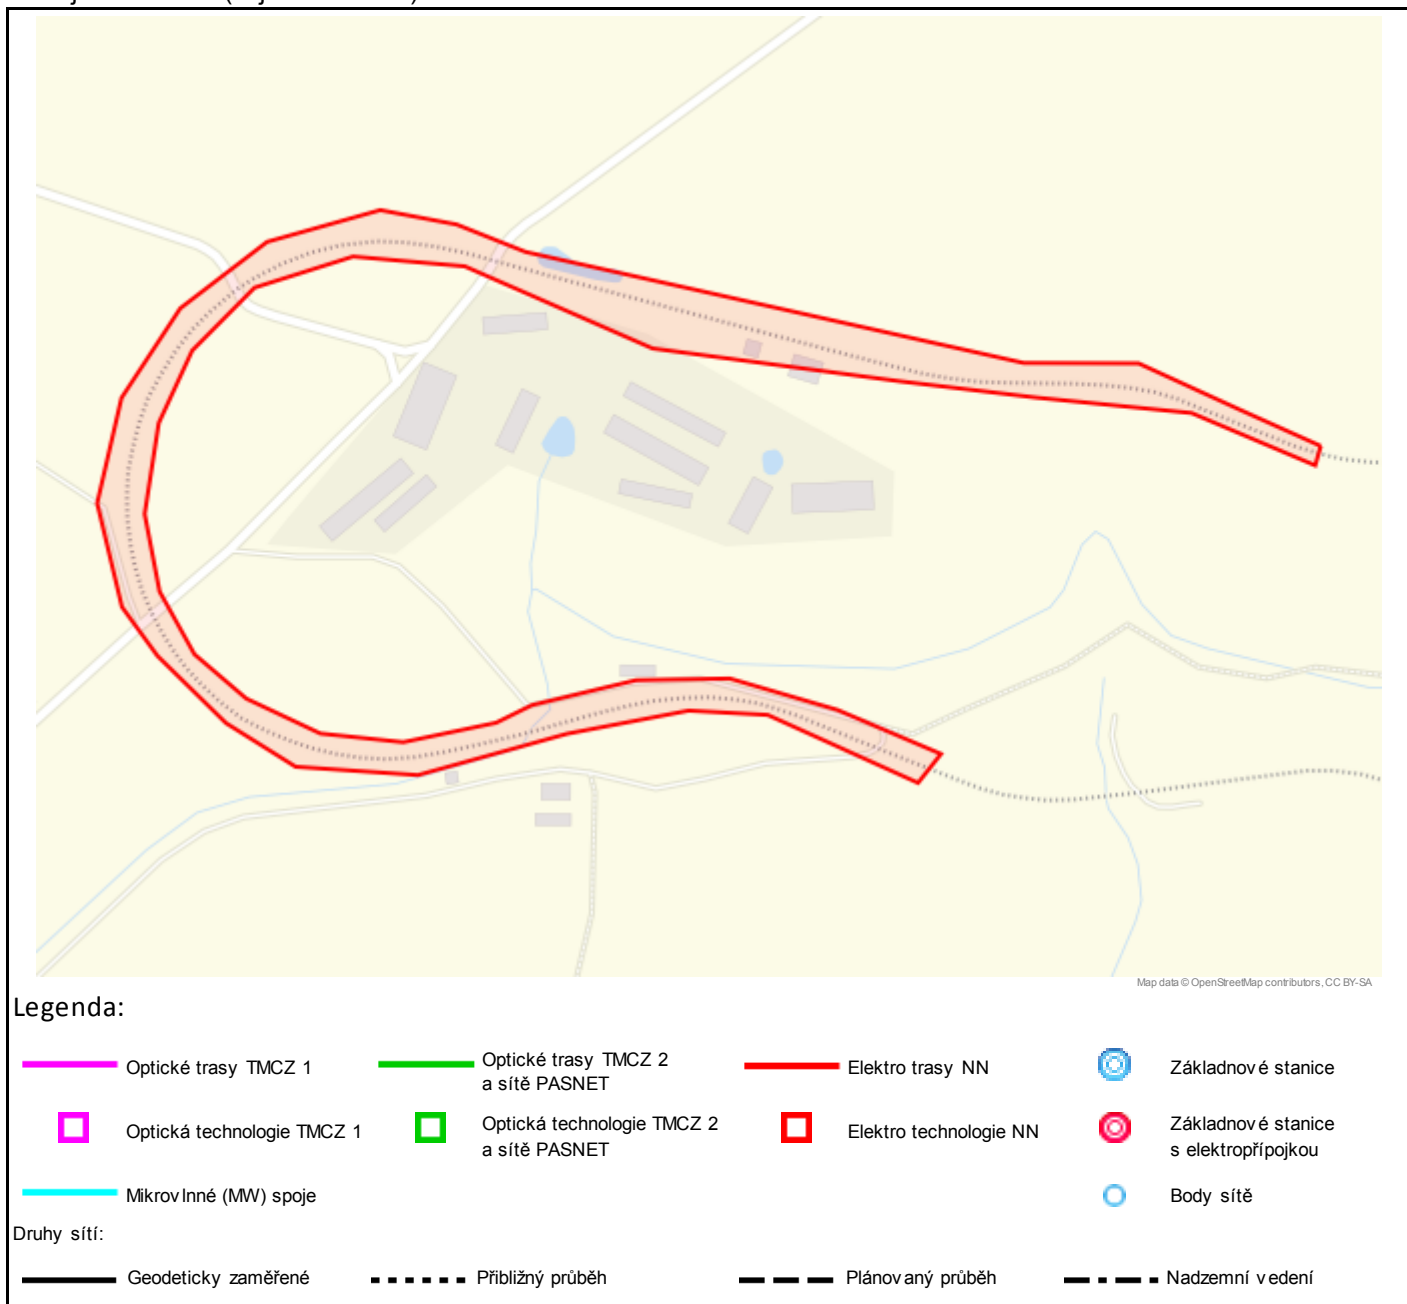 Map data © OpenStreetMap contributors, CC BY-SA
Legenda:
Optické trasy TMCZ 1
Optické trasy TMCZ 2
a sítě PASNET
Elektro trasy NN
Základnové stanice
Optická technologie TMCZ 1
Optická technologie TMCZ 2
a sítě PASNET
Elektro technologie NN
Základnové stanice
s elektropřípojkou
Mikrovlnné (MW) spoje
Body sítě
Druhy sítí:
Geodeticky zaměřené
Přibližný průběh
Plánovaný průběh
Nadzemní vedení